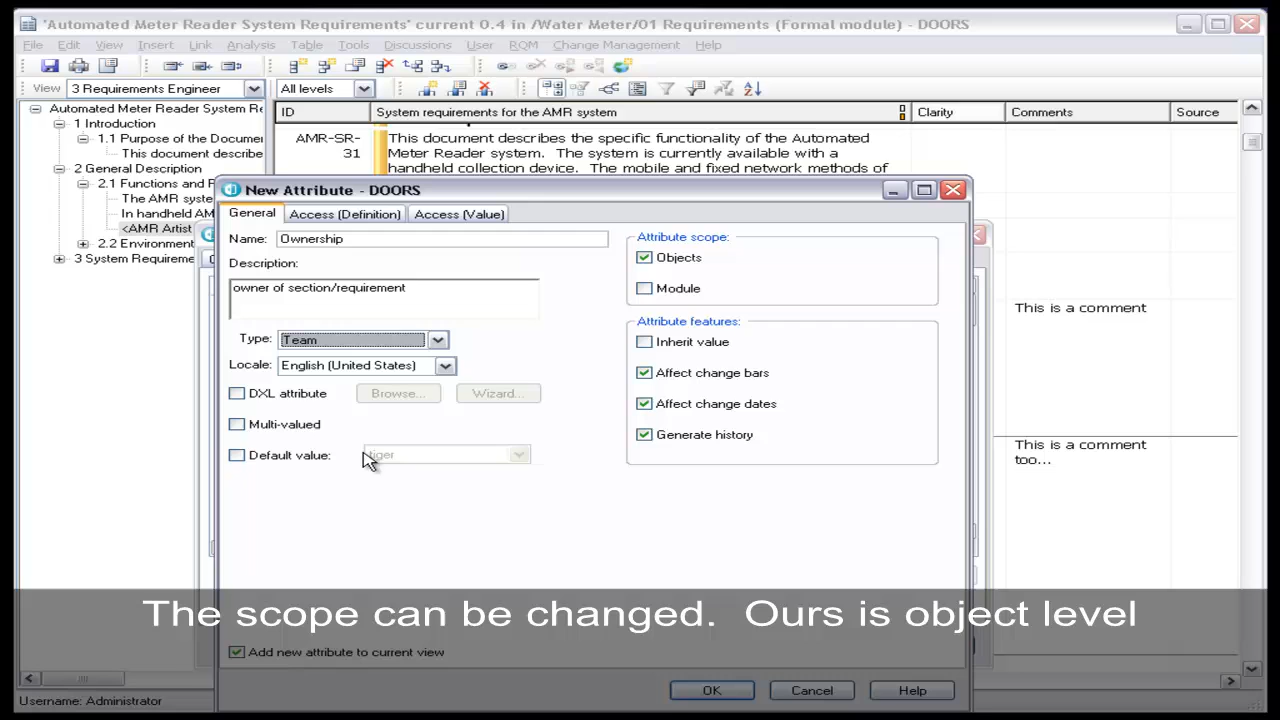 'Automated Meter Reader System Requirements' current 0.4 in /Water Meter/01 Requirements (Formal module) - DOORS
File Edit View Insert Link Analysis Table Tools Discussions User RQM Change Management Help
View 3 Requirements Engineer All levels
Automated Meter Reader System Re
1 Introduction
1.1 Purpose of the Documen
This document describe
2 General Description
2.1 Functions and F
The AMR syste
In handheld AM
<AMR Artist
2.2 Environment
3 System Requireme
ID System requirements for the AMR system Clarity Comments Source
AMR-SR-31
This document describes the specific functionality of the Automated
Meter Reader system. The system is currently available with a
handheld collection device. The mobile and fixed network methods of
This is a comment
This is a comment
too...
New Attribute - DOORS
General Access (Definition) Access (Value)
Name: Ownership
Description:
owner of section/requirement
Type: Team
Locale: English (United States)
DXL attribute Browse... Wizard...
Multi-valued
Default value: tiger
Attribute scope:
Objects
Module
Attribute features:
Inherit value
Affect change bars
Affect change dates
Generate history
The scope can be changed. Ours is object level
Add new attribute to current view
OK Cancel Help
Username: Administrator